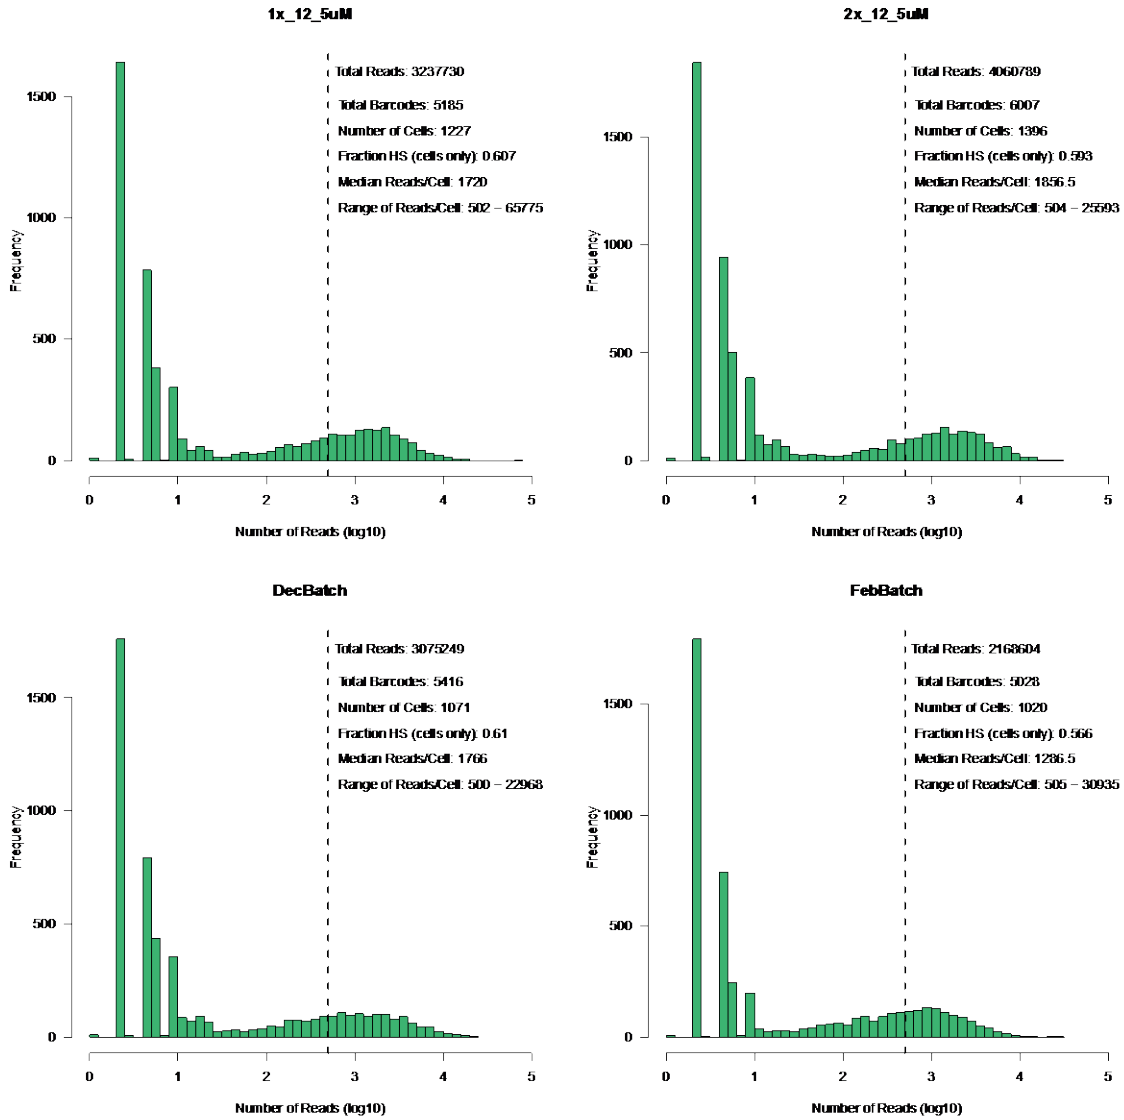 1x_12_5uM
Total Reads: 3237730
Total Barcodes: 5185
Number of Cells: 1227
Fraction HS (cells only): 0.607
Median Reads/Cell: 1720
Range of Reads/Cell: 502 – 65775
Frequency
1500
1000
500
0
0 1 2 3 4 5
Number of Reads (log10)
2x_12_5uM
Total Reads: 4060789
Total Barcodes: 6007
Number of Cells: 1396
Fraction HS (cells only): 0.593
Median Reads/Cell: 1856.5
Range of Reads/Cell: 504 – 25593
Frequency
1500
1000
500
0
0 1 2 3 4 5
Number of Reads (log10)
DecBatch
Total Reads: 3075249
Total Barcodes: 5416
Number of Cells: 1071
Fraction HS (cells only): 0.61
Median Reads/Cell: 1766
Range of Reads/Cell: 500 – 22968
Frequency
1500
1000
500
0
0 1 2 3 4 5
Number of Reads (log10)
FebBatch
Total Reads: 2168604
Total Barcodes: 5028
Number of Cells: 1020
Fraction HS (cells only): 0.566
Median Reads/Cell: 1286.5
Range of Reads/Cell: 505 – 30935
Frequency
1500
1000
500
0
0 1 2 3 4 5
Number of Reads (log10)